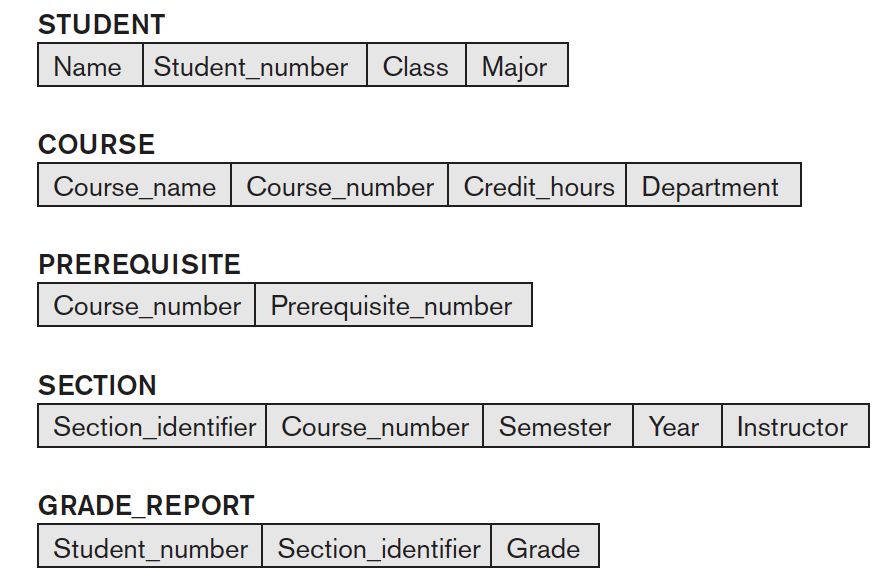 STUDENT
Name Student_number Class Major
COURSE
Course_name Course_number Credit_hours Department
PREREQUISITE
Course_number Prerequisite_number
SECTION
Section_identifier Course_number Semester Year Instructor
GRADE_REPORT
Student_number Section_identifier Grade